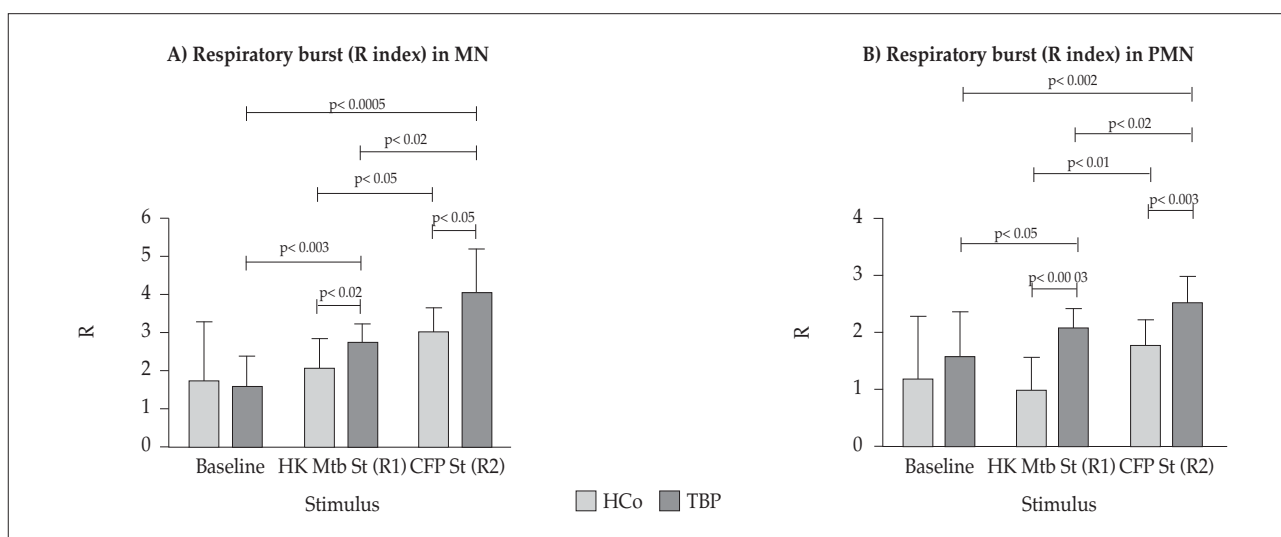 A) Respiratory burst (R index) in MN
p< 0.0005
p< 0.02
p< 0.05
p< 0.05
p< 0.003
p< 0.02
6
5
4
3
2
1
0
R
Baseline HK Mtb St (R1) CFP St (R2)
Stimulus
B) Respiratory burst (R index) in PMN
p< 0.002
p< 0.02
p< 0.01
p< 0.003
p< 0.05
p< 0.00 03
4
3
2
1
0
R
Baseline HK Mtb St (R1) CFP St (R2)
Stimulus
HCo TBP